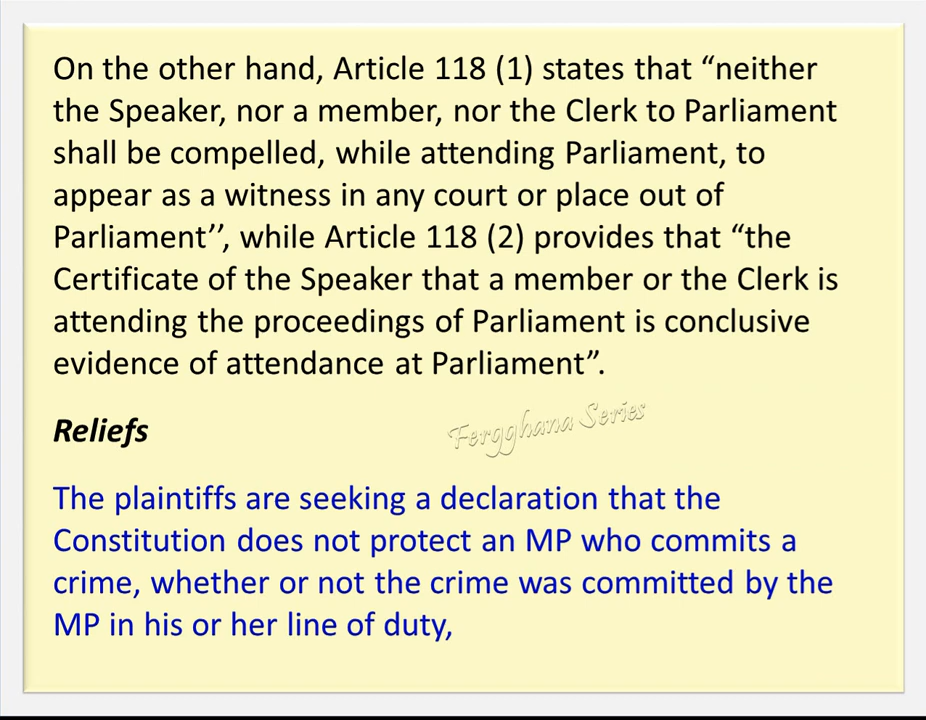 On the other hand, Article 118 (1) states that “neither
the Speaker, nor a member, nor the Clerk to Parliament
shall be compelled, while attending Parliament, to
appear as a witness in any court or place out of
Parliament’’, while Article 118 (2) provides that “the
Certificate of the Speaker that a member or the Clerk is
attending the proceedings of Parliament is conclusive
evidence of attendance at Parliament”.
Reliefs
Fergghana Series
The plaintiffs are seeking a declaration that the
Constitution does not protect an MP who commits a
crime, whether or not the crime was committed by the
MP in his or her line of duty,